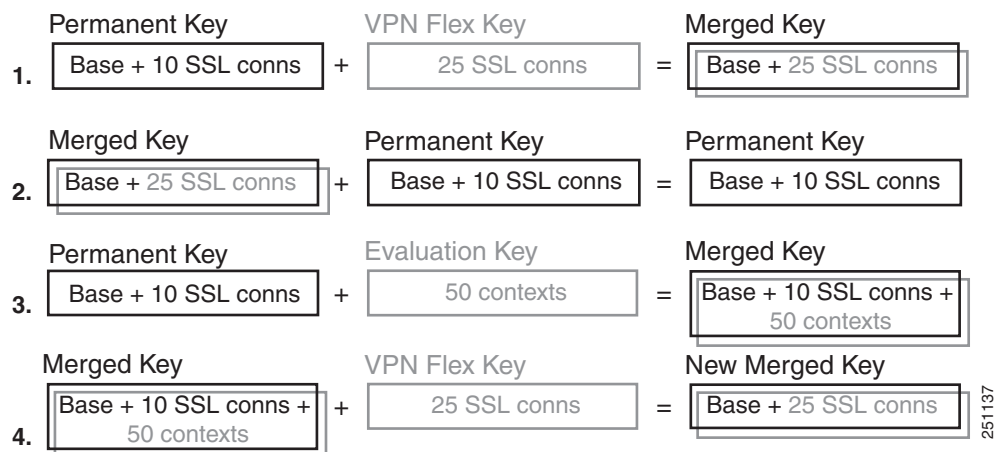 Permanent Key VPN Flex Key Merged Key
1. Base + 10 SSL conns + 25 SSL conns = Base + 25 SSL conns
Merged Key Permanent Key Permanent Key
2. Base + 25 SSL conns + Base + 10 SSL conns = Base + 10 SSL conns
Permanent Key Evaluation Key Merged Key
3. Base + 10 SSL conns + 50 contexts = Base + 10 SSL conns +
50 contexts
Merged Key VPN Flex Key New Merged Key
4. Base + 10 SSL conns + + 25 SSL conns = Base + 25 SSL conns
50 contexts
251137